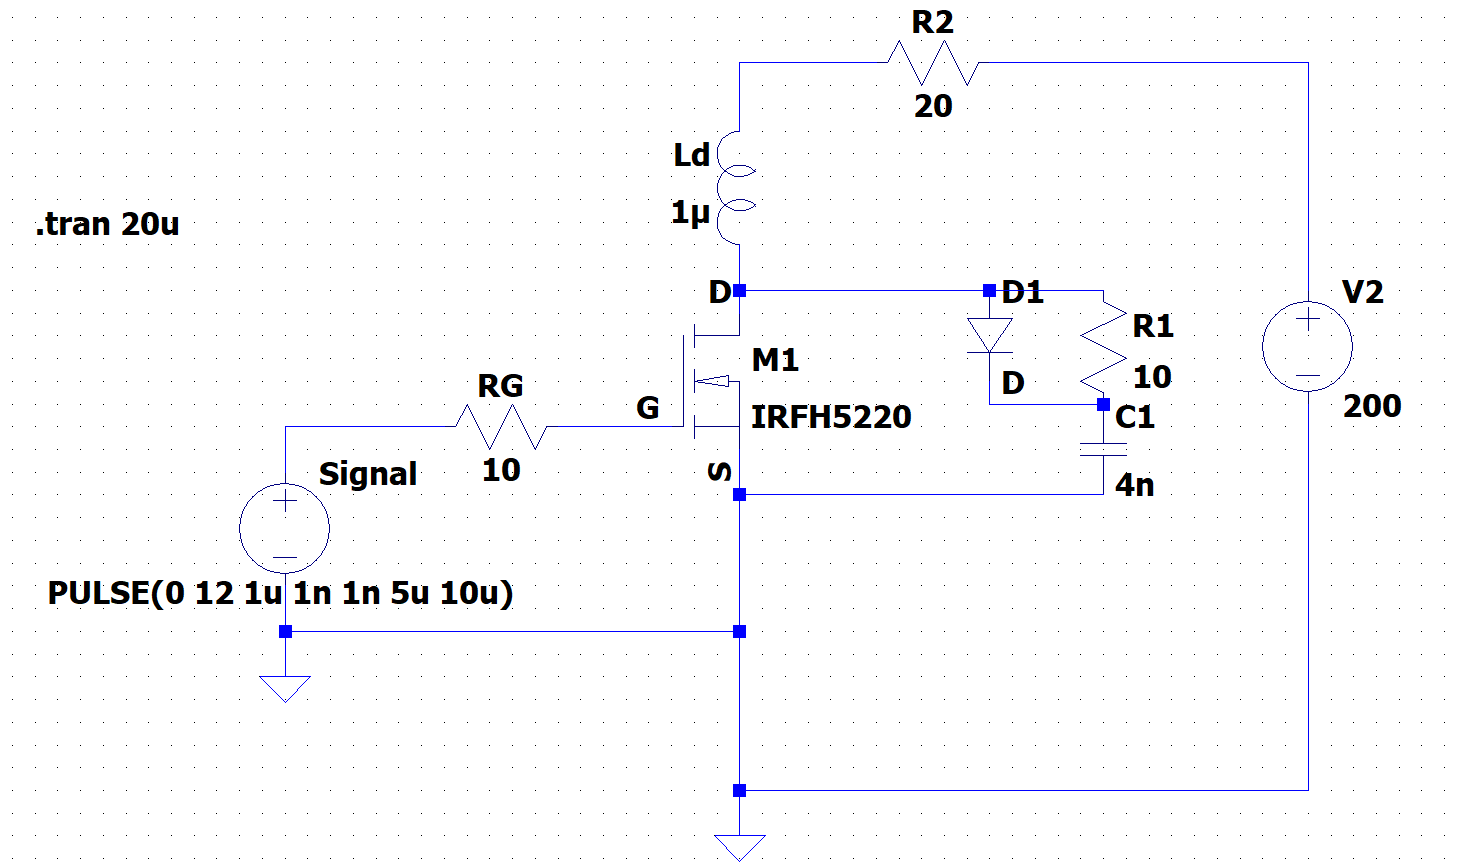 R2
20
Ld
1µ
.tran 20u
D
D1
V2
R1
M1
RG
D
10
G
IRFH5220
C1
200
10
Signal
S
4n
PULSE(0 12 1u 1n 1n 5u 10u)